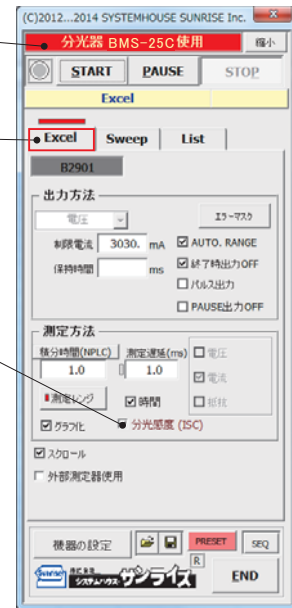 (C)2012...2014 SYSTEMHOUSE SUNRISE Inc.
分光器 BMS-25C使用 縮小
START PAUSE STOP
Excel
Excel Sweep List
B2901
出力方法
電圧 エラーマスク
制限電流 3030. mA AUTO. RANGE
保持時間 ms 終了時出力OFF
パルス出力
PAUSE出力OFF
測定方法
積分時間(NPLC) 測定遅延(ms) 電圧
1.0 1.0 電流
測定レンジ 時間 抵抗
グラフ化 分光感度 (ISC)
スクロール
外部測定器使用
機器の設定 PRESET SEQ
Sunrise システムハウス サンライズ R END